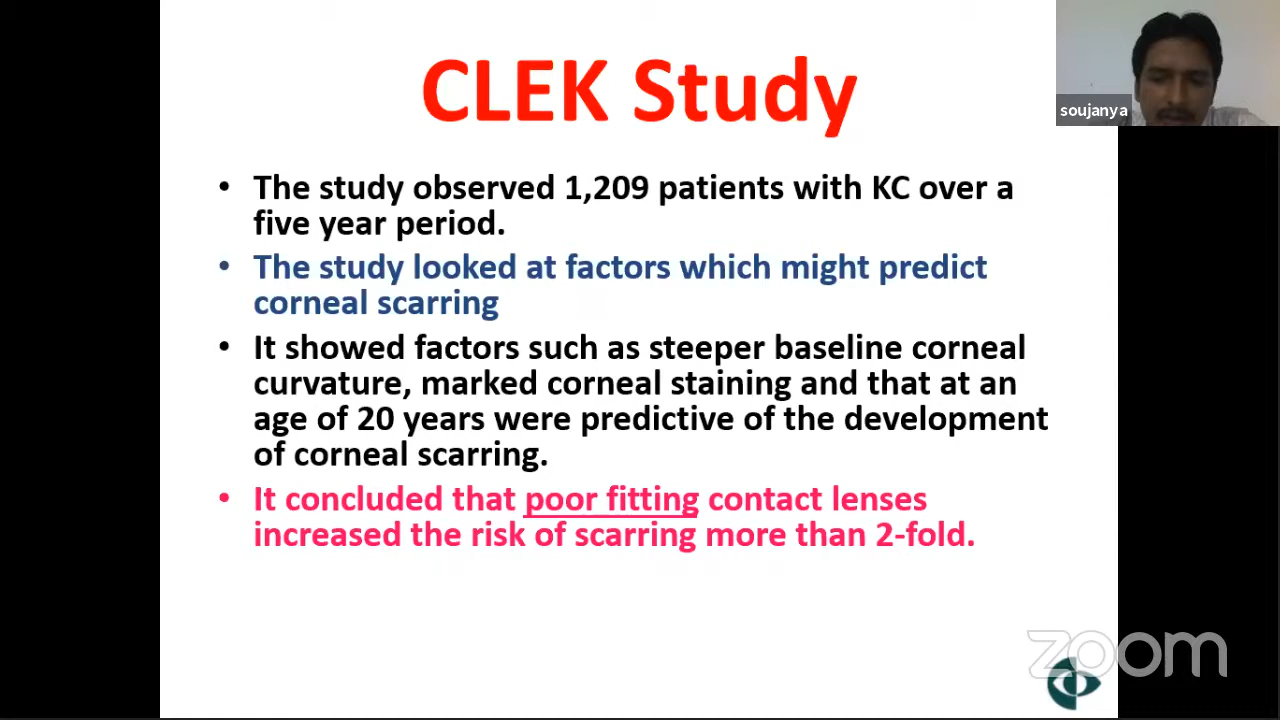 CLEK Study
soujanya
• The study observed 1,209 patients with KC over a
five year period.
• The study looked at factors which might predict
corneal scarring
• It showed factors such as steeper baseline corneal
curvature, marked corneal staining and that at an
age of 20 years were predictive of the development
of corneal scarring.
• It concluded that poor fitting contact lenses
increased the risk of scarring more than 2-fold.
zoom